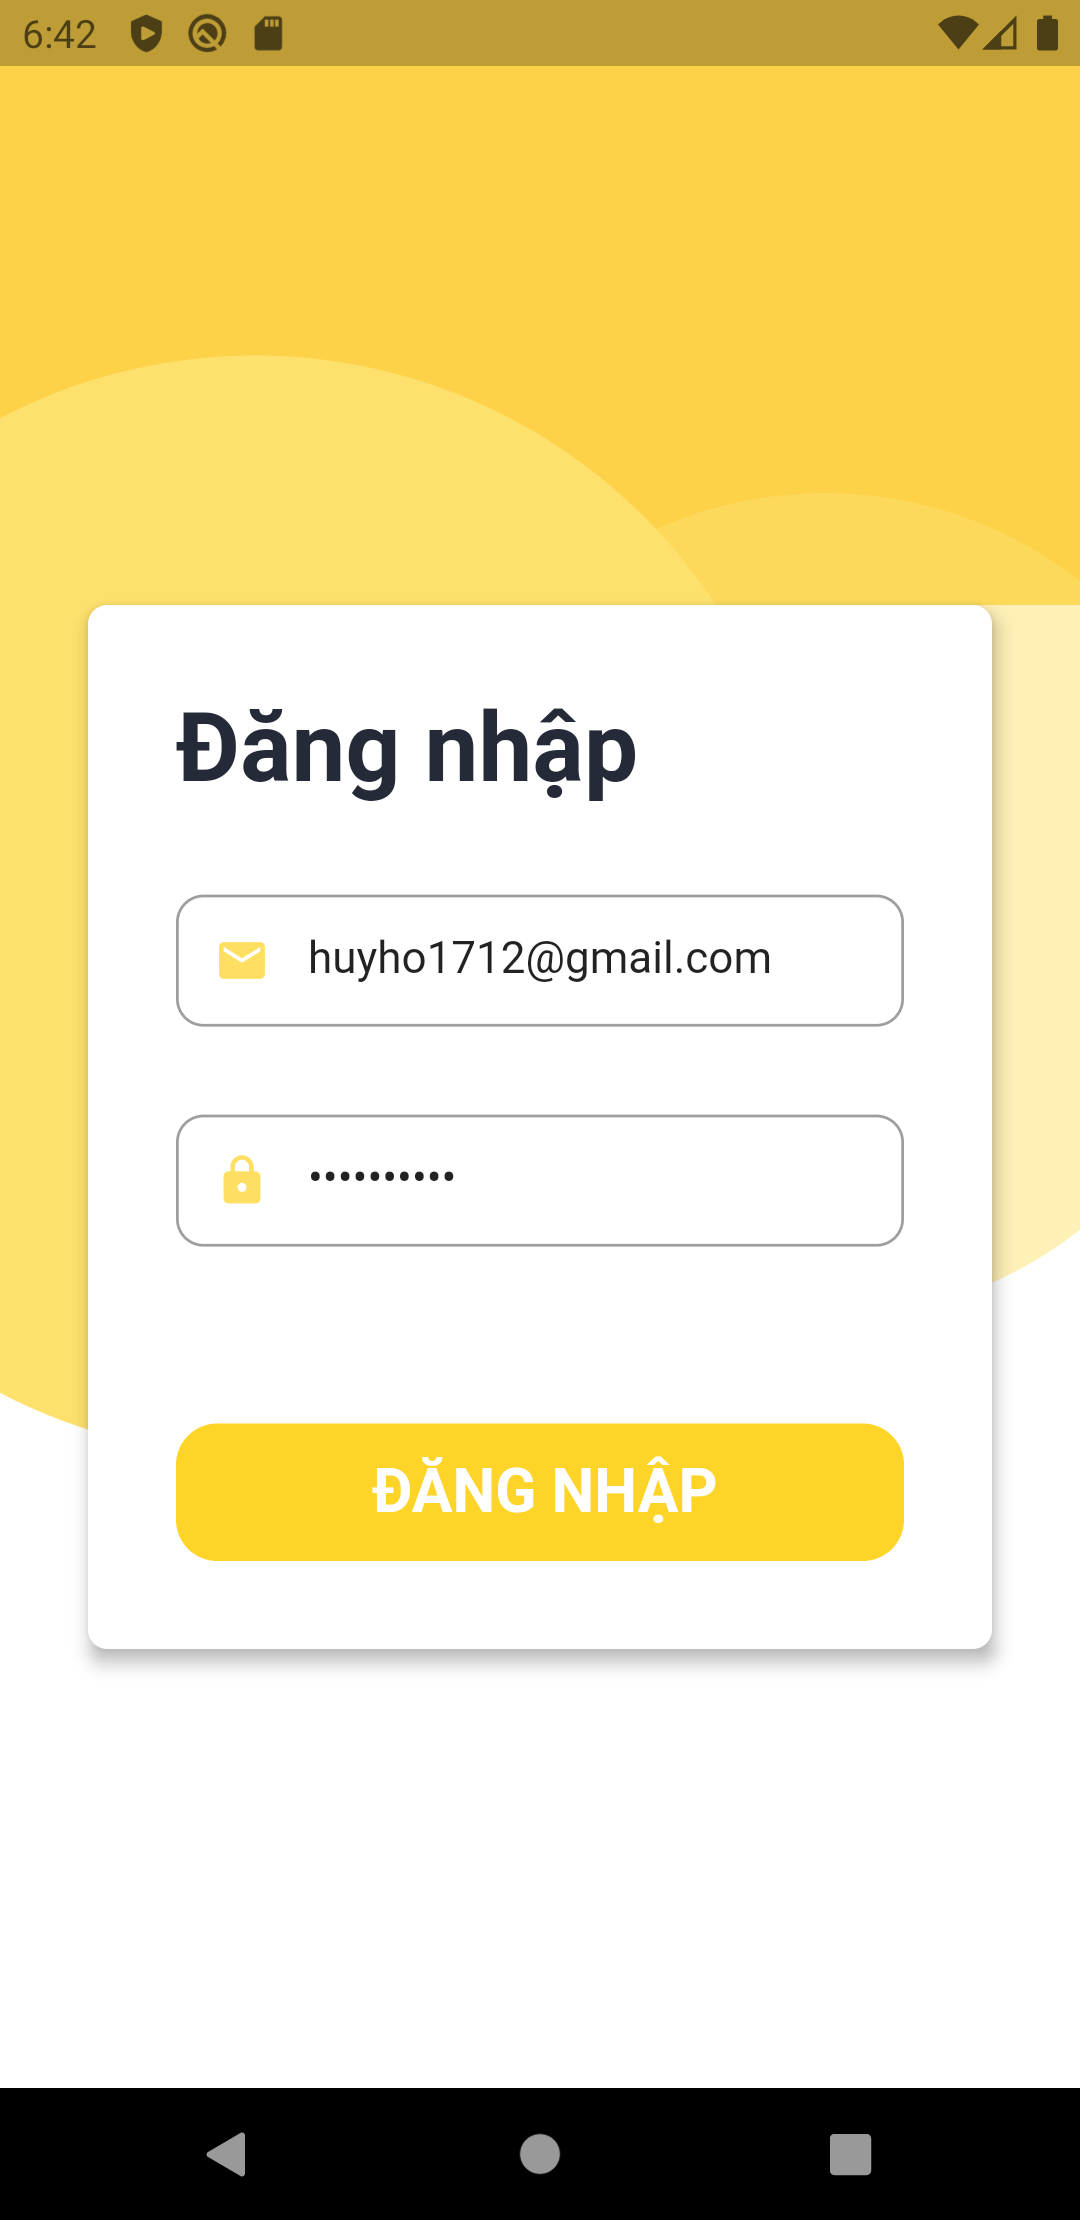 6:42
Đăng nhập
huyho1712@gmail.com
••••••••••
ĐĂNG NHẬP